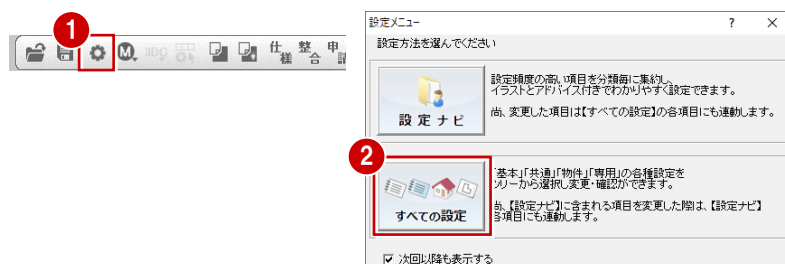 1
設定メニュー ? ×
設定方法を選んでください
M 3DC 仕様 整合 申
設定ナビ
設定頻度の高い項目を分類毎に集約し、
イラストとアドバイス付きでわかりやすく設定できます。
尚、変更した項目は【すべての設定】の各項目にも連動します。
2
すべての設定
「基本」「共通」「物件」「専用」の各種設定を
ツリーから選択し変更・確認ができます。
尚、【設定ナビ】に含まれる項目を変更した際は、【設定ナビ】
各項目にも連動します。
次回以降も表示する